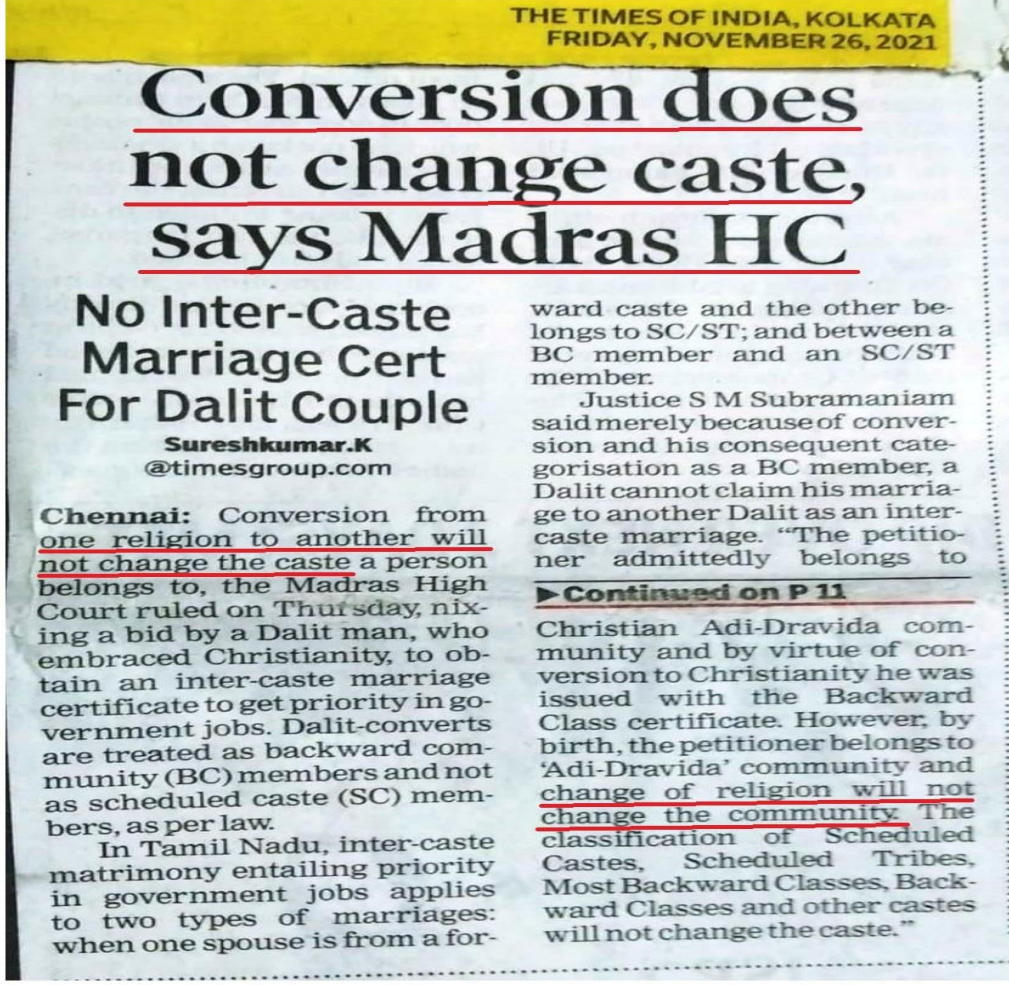 THE TIMES OF INDIA, KOLKATA
FRIDAY, NOVEMBER 26, 2021
Conversion does
not change caste,
says Madras HC
No Inter-Caste
Marriage Cert
For Dalit Couple
Sureshkumar.K
@timesgroup.com
Chennai: Conversion from
one religion to another will
not change the caste a person
belongs to, the Madras High
Court ruled on Thursday, nix-
ing a bid by a Dalit man, who
embraced Christianity, to ob-
tain an inter-caste marriage
certificate to get priority in go-
vernment jobs. Dalit-converts
are treated as backward com-
munity (BC) members and not
as scheduled caste (SC) mem-
bers, as per law.
In Tamil Nadu, inter-caste
matrimony entailing priority
in government jobs applies
to two types of marriages:
when one spouse is from a for-
ward caste and the other be-
longs to SC/ST; and between a
BC member and an SC/ST
member.
Justice S M Subramaniam
said merely because of conver-
sion and his consequent cate-
gorisation as a BC member, a
Dalit cannot claim his marria-
ge to another Dalit as an inter-
caste marriage. “The petitio-
ner admittedly belongs to
▶Continued on P 11
Christian Adi-Dravida com-
munity and by virtue of con-
version to Christianity he was
issued with the Backward
Class certificate. However, by
birth, the petitioner belongs to
‘Adi-Dravida’ community and
change of religion will not
change the community. The
classification of Scheduled
Castes, Scheduled Tribes,
Most Backward Classes, Back-
ward Classes and other castes
will not change the caste.”